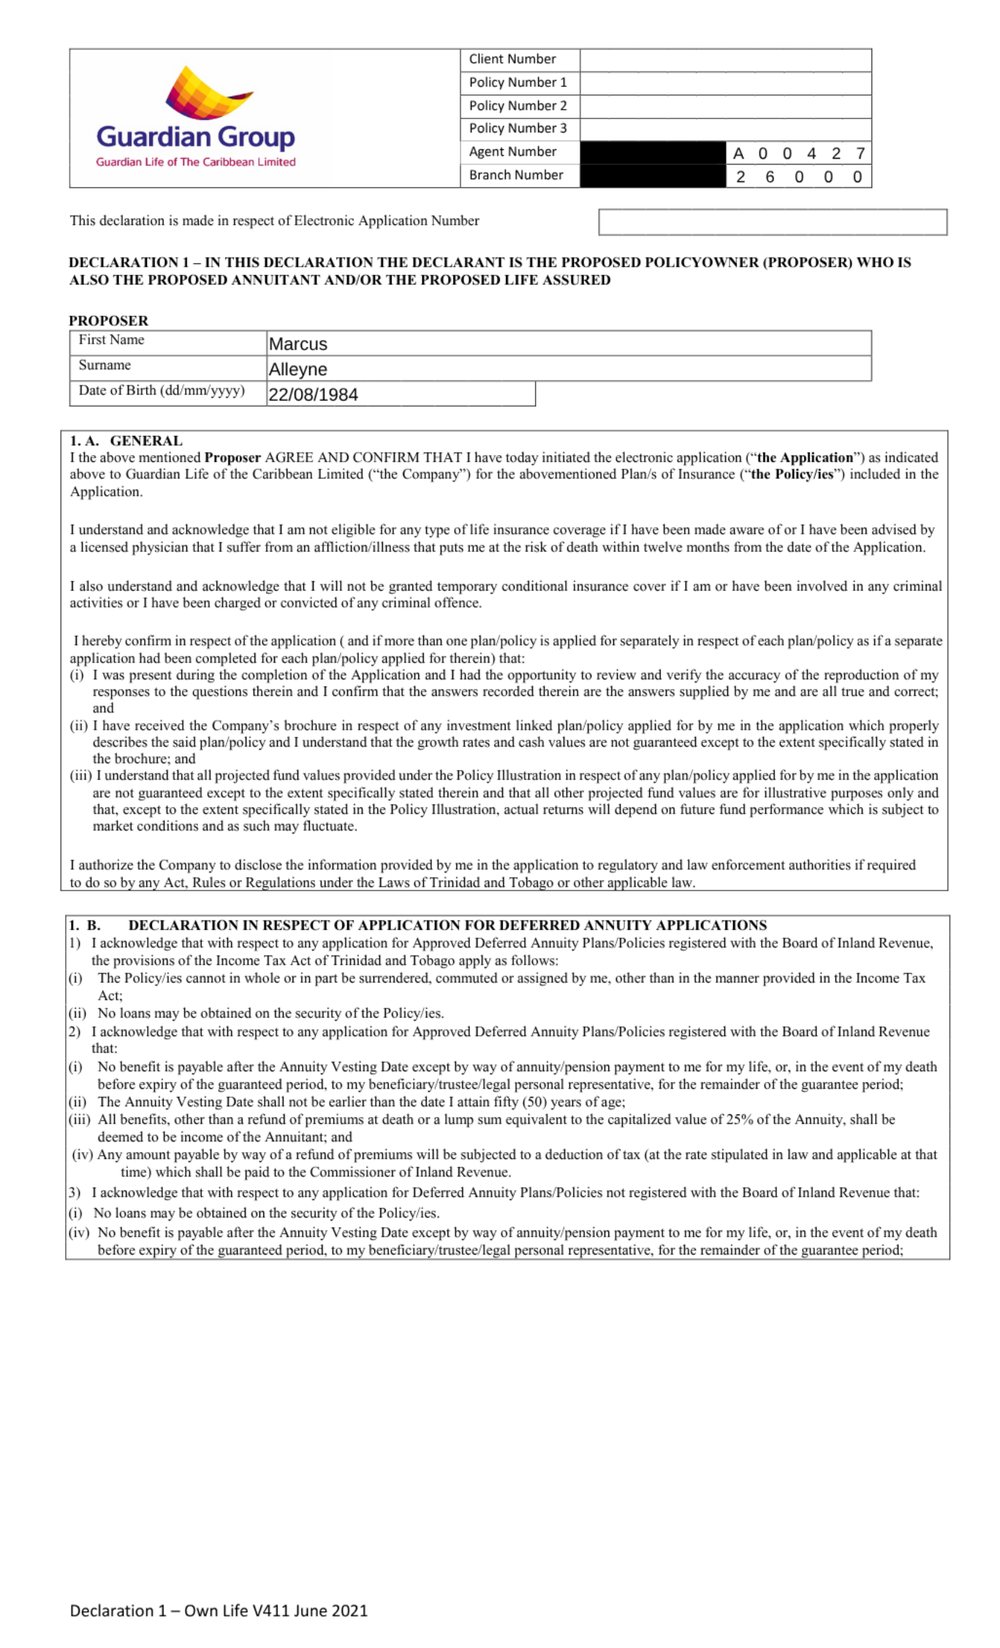 Guardian Group
Guardian Life of The Caribbean Limited
Client Number
Policy Number 1
Policy Number 2
Policy Number 3
Agent Number A 0 0 4 2 7
Branch Number 2 6 0 0 0
This declaration is made in respect of Electronic Application Number
DECLARATION 1 – IN THIS DECLARATION THE DECLARANT IS THE PROPOSED POLICYOWNER (PROPOSER) WHO IS
ALSO THE PROPOSED ANNUITANT AND/OR THE PROPOSED LIFE ASSURED
PROPOSER
First Name Marcus
Surname Alleyne
Date of Birth (dd/mm/yyyy) 22/08/1984
1. A. GENERAL
I the above mentioned Proposer AGREE AND CONFIRM THAT I have today initiated the electronic application (“the Application”) as indicated
above to Guardian Life of the Caribbean Limited (“the Company”) for the abovementioned Plan/s of Insurance (“the Policy/ies”) included in the
Application.
I understand and acknowledge that I am not eligible for any type of life insurance coverage if I have been made aware of or I have been advised by
a licensed physician that I suffer from an affliction/illness that puts me at the risk of death within twelve months from the date of the Application.
I also understand and acknowledge that I will not be granted temporary conditional insurance cover if I am or have been involved in any criminal
activities or I have been charged or convicted of any criminal offence.
I hereby confirm in respect of the application ( and if more than one plan/policy is applied for separately in respect of each plan/policy as if a separate
application had been completed for each plan/policy applied for therein) that:
(i) I was present during the completion of the Application and I had the opportunity to review and verify the accuracy of the reproduction of my
responses to the questions therein and I confirm that the answers recorded therein are the answers supplied by me and are all true and correct;
and
(ii) I have received the Company’s brochure in respect of any investment linked plan/policy applied for by me in the application which properly
describes the said plan/policy and I understand that the growth rates and cash values are not guaranteed except to the extent specifically stated in
the brochure; and
(iii) I understand that all projected fund values provided under the Policy Illustration in respect of any plan/policy applied for by me in the application
are not guaranteed except to the extent specifically stated therein and that all other projected fund values are for illustrative purposes only and
that, except to the extent specifically stated in the Policy Illustration, actual returns will depend on future fund performance which is subject to
market conditions and as such may fluctuate.
I authorize the Company to disclose the information provided by me in the application to regulatory and law enforcement authorities if required
to do so by any Act, Rules or Regulations under the Laws of Trinidad and Tobago or other applicable law.
1. B. DECLARATION IN RESPECT OF APPLICATION FOR DEFERRED ANNUITY APPLICATIONS
1) I acknowledge that with respect to any application for Approved Deferred Annuity Plans/Policies registered with the Board of Inland Revenue,
the provisions of the Income Tax Act of Trinidad and Tobago apply as follows:
(i) The Policy/ies cannot in whole or in part be surrendered, commuted or assigned by me, other than in the manner provided in the Income Tax
Act;
(ii) No loans may be obtained on the security of the Policy/ies.
2) I acknowledge that with respect to any application for Approved Deferred Annuity Plans/Policies registered with the Board of Inland Revenue
that:
(i) No benefit is payable after the Annuity Vesting Date except by way of annuity/pension payment to me for my life, or, in the event of my death
before expiry of the guaranteed period, to my beneficiary/trustee/legal personal representative, for the remainder of the guarantee period;
(ii) The Annuity Vesting Date shall not be earlier than the date I attain fifty (50) years of age;
(iii) All benefits, other than a refund of premiums at death or a lump sum equivalent to the capitalized value of 25% of the Annuity, shall be
deemed to be income of the Annuitant; and
(iv) Any amount payable by way of a refund of premiums will be subjected to a deduction of tax (at the rate stipulated in law and applicable at that
time) which shall be paid to the Commissioner of Inland Revenue.
3) I acknowledge that with respect to any application for Deferred Annuity Plans/Policies not registered with the Board of Inland Revenue that:
(i) No loans may be obtained on the security of the Policy/ies.
(iv) No benefit is payable after the Annuity Vesting Date except by way of annuity/pension payment to me for my life, or, in the event of my death
before expiry of the guaranteed period, to my beneficiary/trustee/legal personal representative, for the remainder of the guarantee period;
Declaration 1 – Own Life V411 June 2021